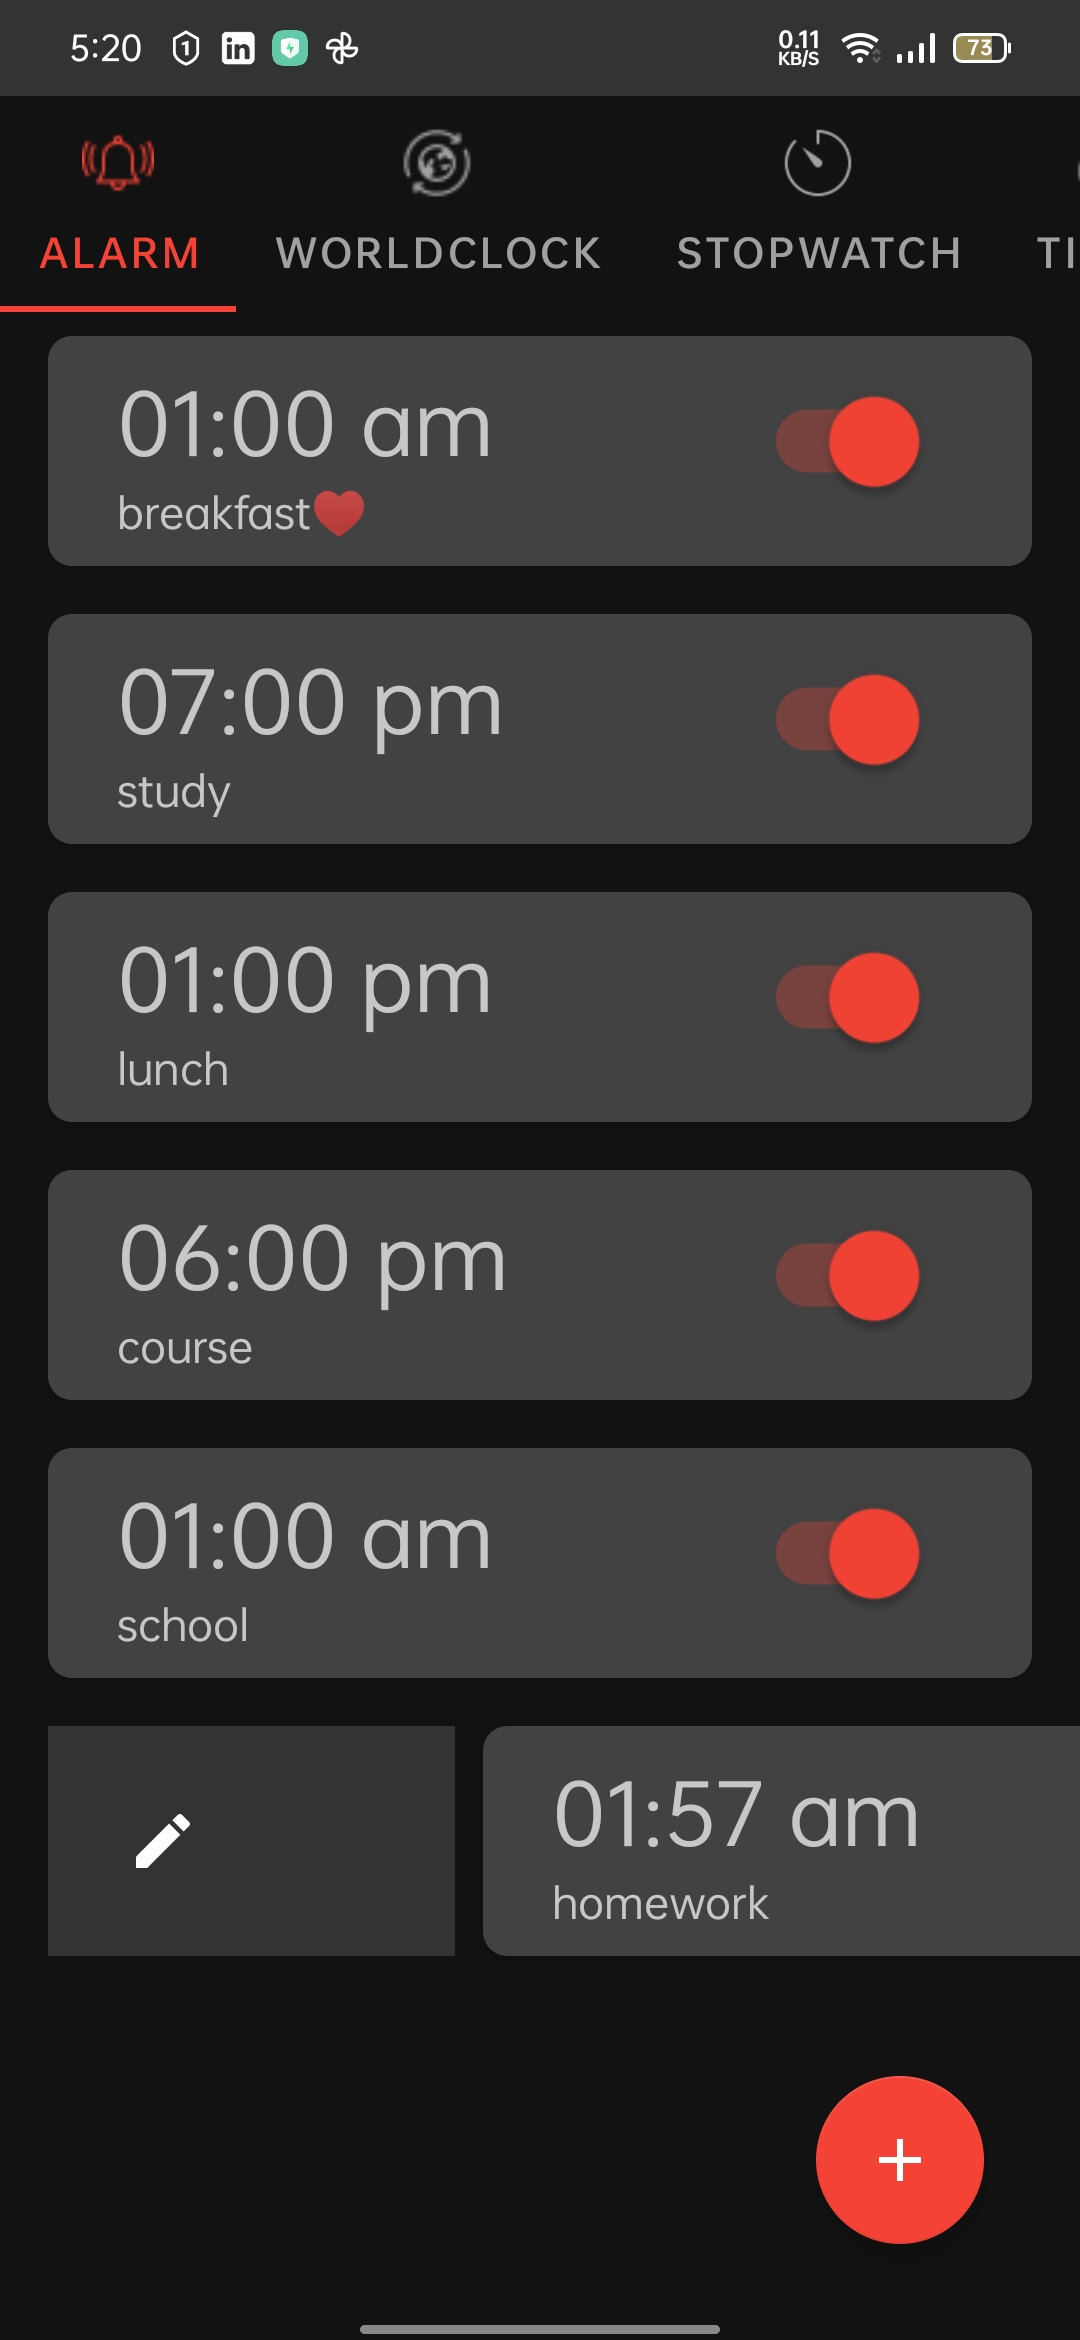 5:20
0.11
KB/S
73
ALARM
WORLDCLOCK
STOPWATCH
TI
01:00 am
breakfast❤️
07:00 pm
study
01:00 pm
lunch
06:00 pm
course
01:00 am
school
01:57 am
homework